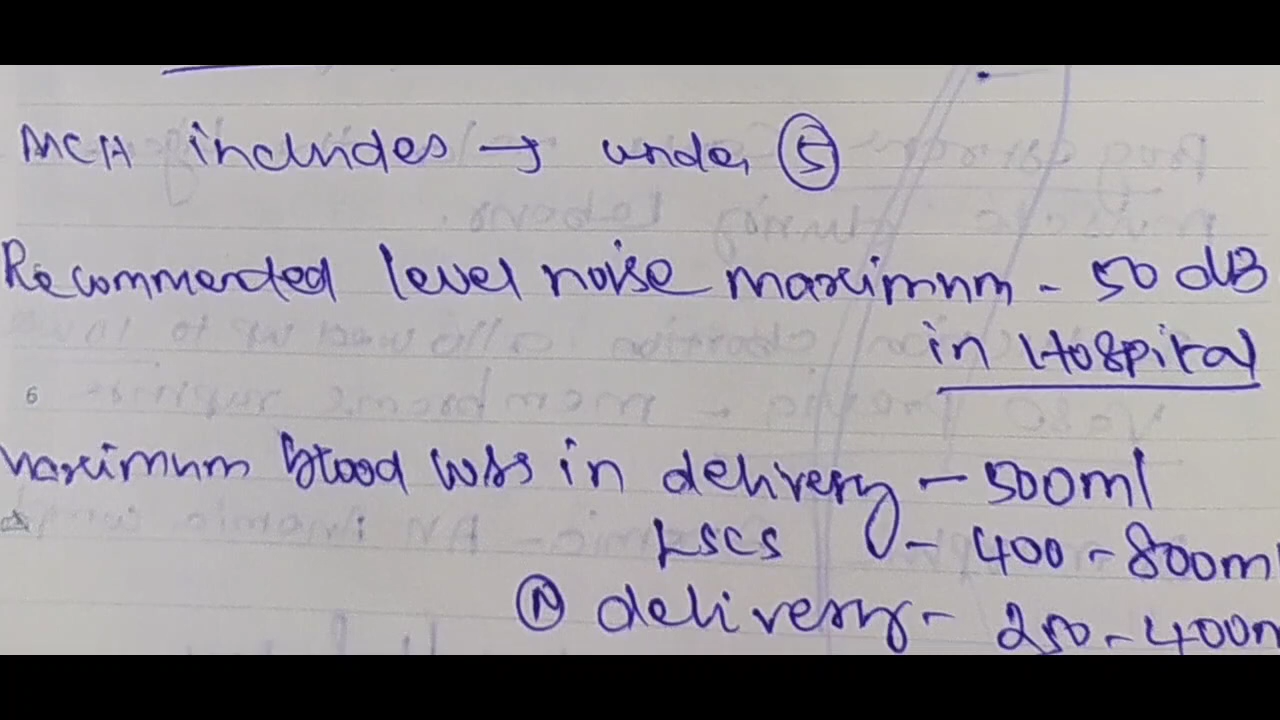 MCH includes → under 5
Recommended level noise maximum - 50 dB
in Hospital
6
Maximum blood loss in delivery - 500ml
LSCS - 400 - 800ml
N delivery - 250 - 400m